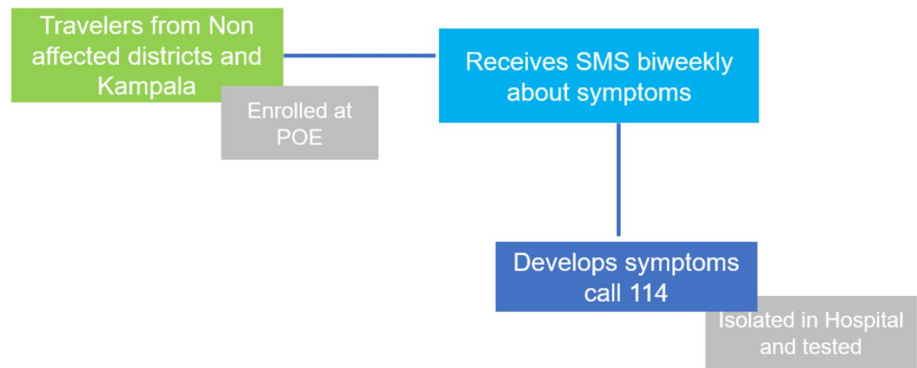 Travelers from Non
affected districts and
Kampala
Enrolled at
POE
Receives SMS biweekly
about symptoms
Develops symptoms
call 114
Isolated in Hospital
and tested